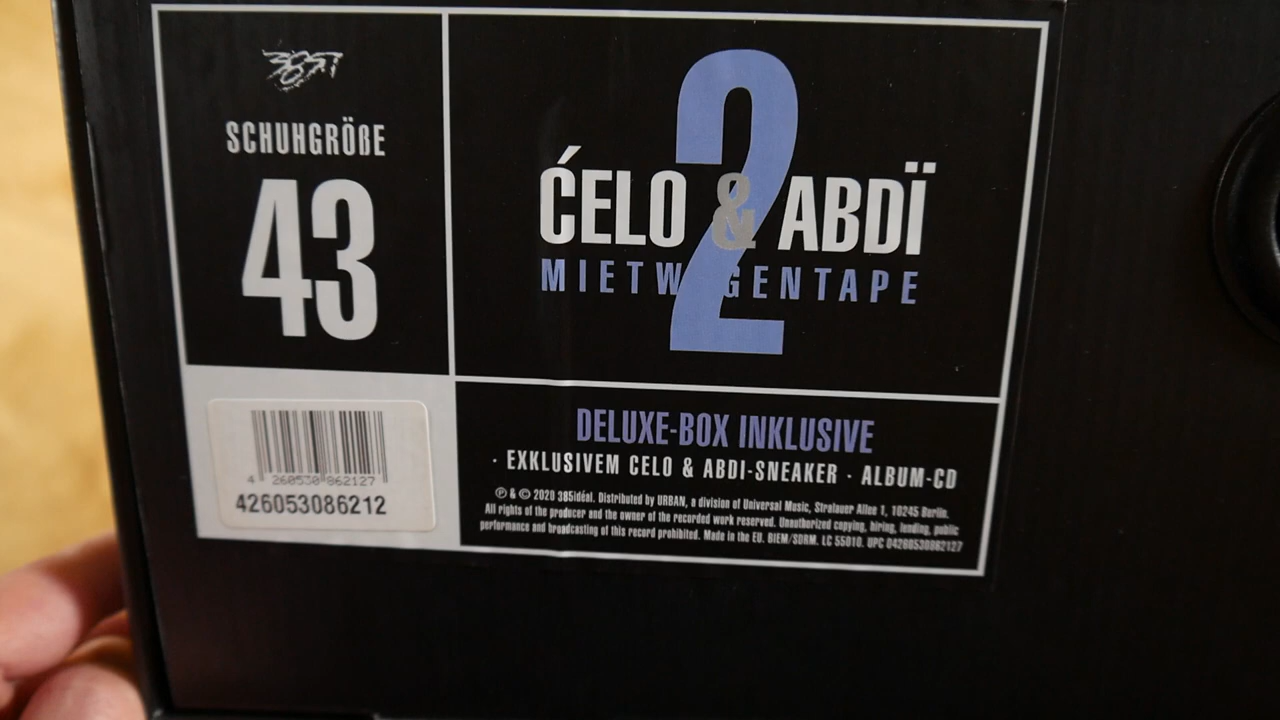 385i
SCHUHGRÖßE
43
2
ĆELO & ABDÏ
MIETWAGENTAPE
4 260530 862127
426053086212
DELUXE-BOX INKLUSIVE
· EXKLUSIVEM CELO & ABDI-SNEAKER · ALBUM-CD
℗ & © 2020 385idéal. Distributed by URBAN, a division of Universal Music, Stralauer Allee 1, 10245 Berlin.
All rights of the producer and the owner of the recorded work reserved. Unauthorized copying, hiring, lending, public
performance and broadcasting of this record prohibited. Made in the EU. BIEM/SDRM. LC 55010. UPC 04260530862127